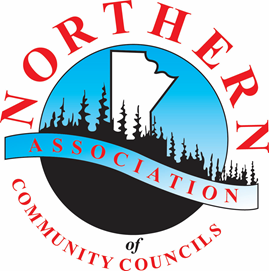 NORTHERN
ASSOCIATION
of
COMMUNITY COUNCILS